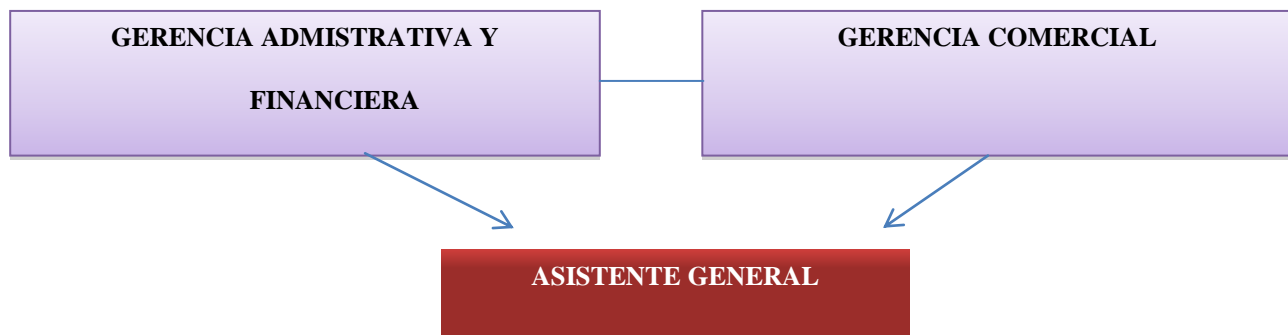 GERENCIA ADMISTRATIVA Y
FINANCIERA
GERENCIA COMERCIAL
ASISTENTE GENERAL